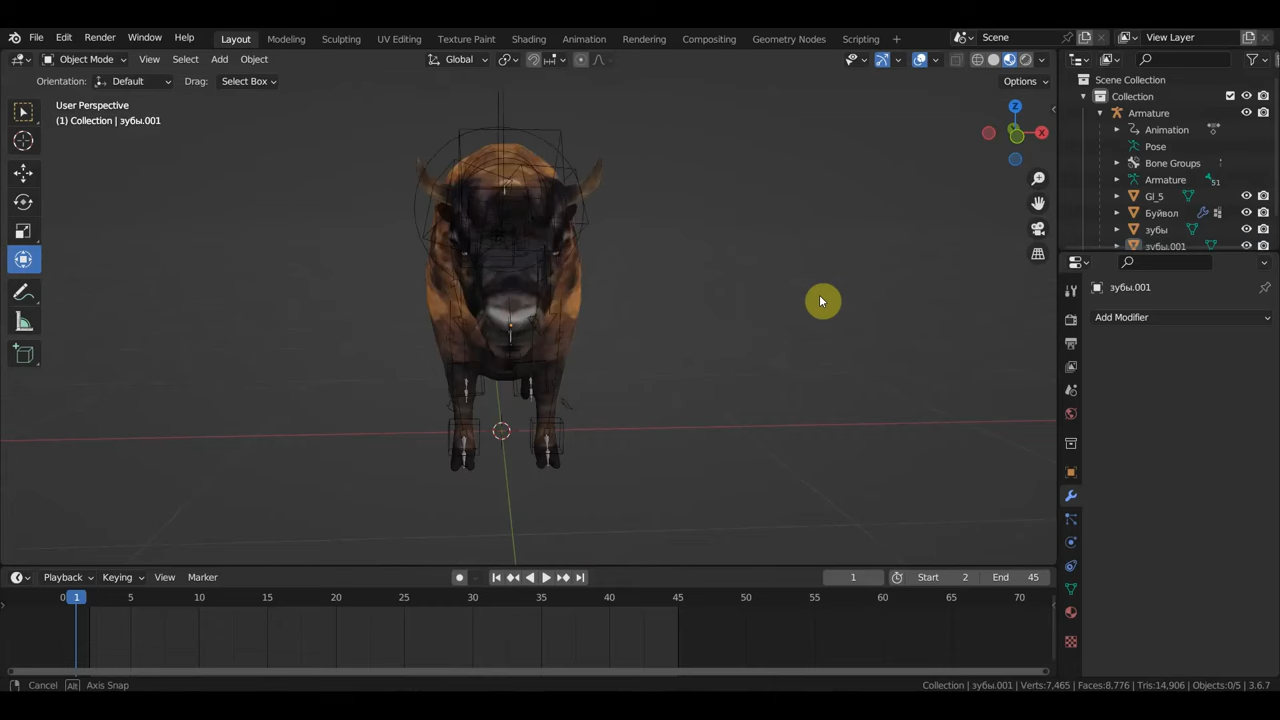 File Edit Render Window Help Layout Modeling Sculpting UV Editing Texture Paint Shading Animation Rendering Compositing Geometry Nodes Scripting + Scene View Layer
Object Mode View Select Add Object Global
Orientation: Default Drag: Select Box Options
User Perspective
(1) Collection | зубы.001
Z
X
Scene Collection
Collection
Armature
Animation
Pose
Bone Groups
Armature 51
Gl_5
Буйвол
зубы
зубы.001
зубы.001
Add Modifier
Playback Keying View Marker 1 Start 2 End 45
0 1 5 10 15 20 25 30 35 40 45 50 55 60 65 70
Cancel Alt Axis Snap Collection | зубы.001 | Verts:7,465 | Faces:8,776 | Tris:14,906 | Objects:0/5 | 3.6.7